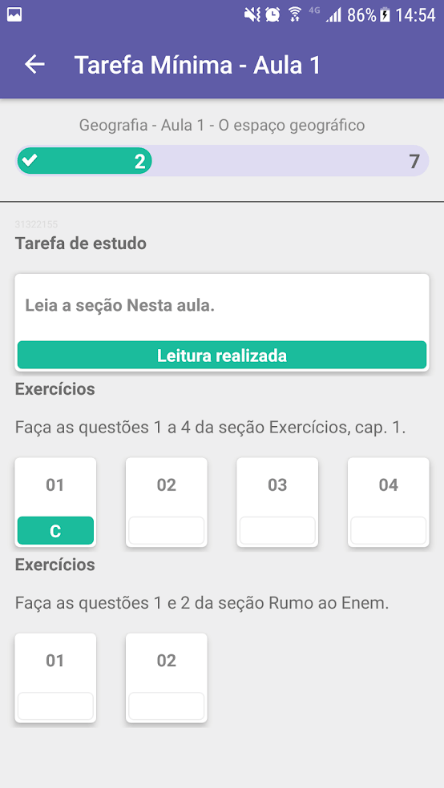 4G 86% 14:54
Tarefa Mínima - Aula 1
Geografia - Aula 1 - O espaço geográfico
2 7
31322155
Tarefa de estudo
Leia a seção Nesta aula.
Leitura realizada
Exercícios
Faça as questões 1 a 4 da seção Exercícios, cap. 1.
01 02 03 04
C
Exercícios
Faça as questões 1 e 2 da seção Rumo ao Enem.
01 02